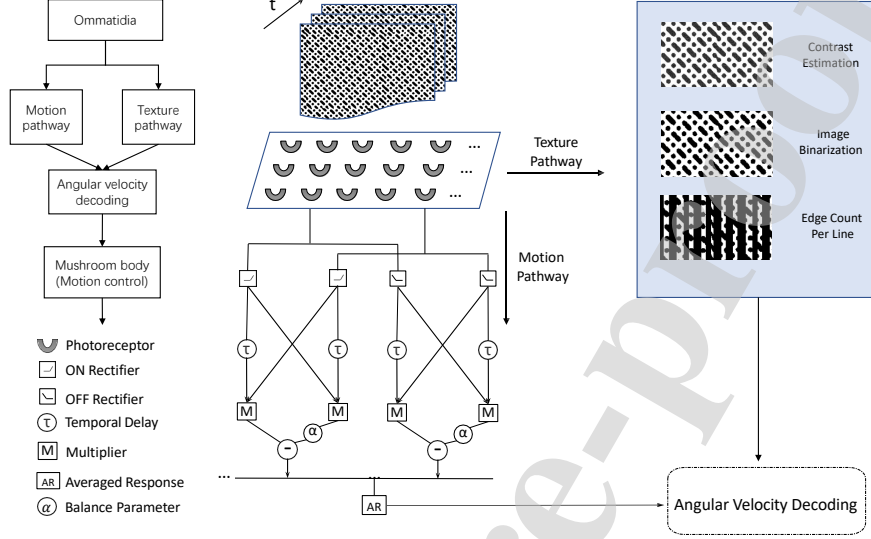 Ommatidia
Motion
pathway
Texture
pathway
Angular velocity
decoding
Mushroom body
(Motion control)
Photoreceptor
ON Rectifier
OFF Rectifier
τ
Temporal Delay
M
Multiplier
AR
Averaged Response
α
Balance Parameter
t
...
...
...
Texture
Pathway
Motion
Pathway
τ
τ
τ
τ
M
M
M
M
α
α
-
-
...
...
AR
Contrast
Estimation
Image
Binarization
Edge Count
Per Line
Angular Velocity Decoding
re-proo